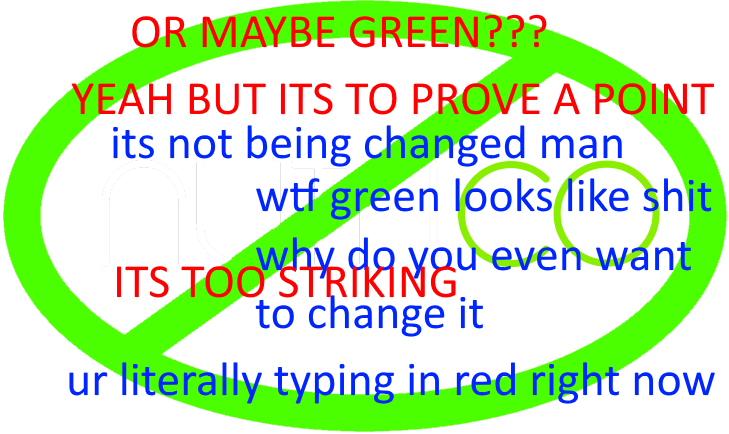 OR MAYBE GREEN???
YEAH BUT ITS TO PROVE A POINT
its not being changed man
wtf green looks like shit
why do you even want
ITS TOO STRIKING
to change it
ur literally typing in red right now